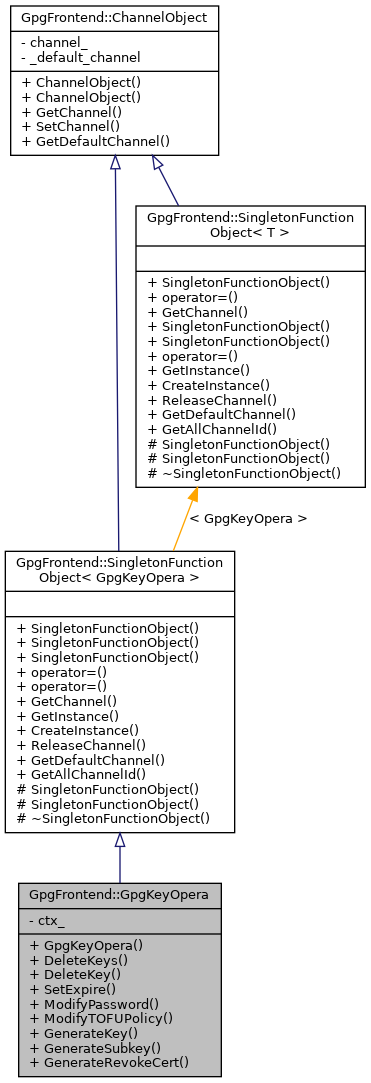 GpgFrontend::ChannelObject
- channel_
- _default_channel
+ ChannelObject()
+ ChannelObject()
+ GetChannel()
+ SetChannel()
+ GetDefaultChannel()
GpgFrontend::SingletonFunction
Object< T >
+ SingletonFunctionObject()
+ operator=()
+ GetChannel()
+ SingletonFunctionObject()
+ SingletonFunctionObject()
+ operator=()
+ GetInstance()
+ CreateInstance()
+ ReleaseChannel()
+ GetDefaultChannel()
+ GetAllChannelId()
# SingletonFunctionObject()
# SingletonFunctionObject()
# ~SingletonFunctionObject()
< GpgKeyOpera >
GpgFrontend::SingletonFunction
Object< GpgKeyOpera >
+ SingletonFunctionObject()
+ SingletonFunctionObject()
+ SingletonFunctionObject()
+ operator=()
+ operator=()
+ GetChannel()
+ GetInstance()
+ CreateInstance()
+ ReleaseChannel()
+ GetDefaultChannel()
+ GetAllChannelId()
# SingletonFunctionObject()
# SingletonFunctionObject()
# ~SingletonFunctionObject()
GpgFrontend::GpgKeyOpera
- ctx_
+ GpgKeyOpera()
+ DeleteKeys()
+ DeleteKey()
+ SetExpire()
+ ModifyPassword()
+ ModifyTOFUPolicy()
+ GenerateKey()
+ GenerateSubkey()
+ GenerateRevokeCert()